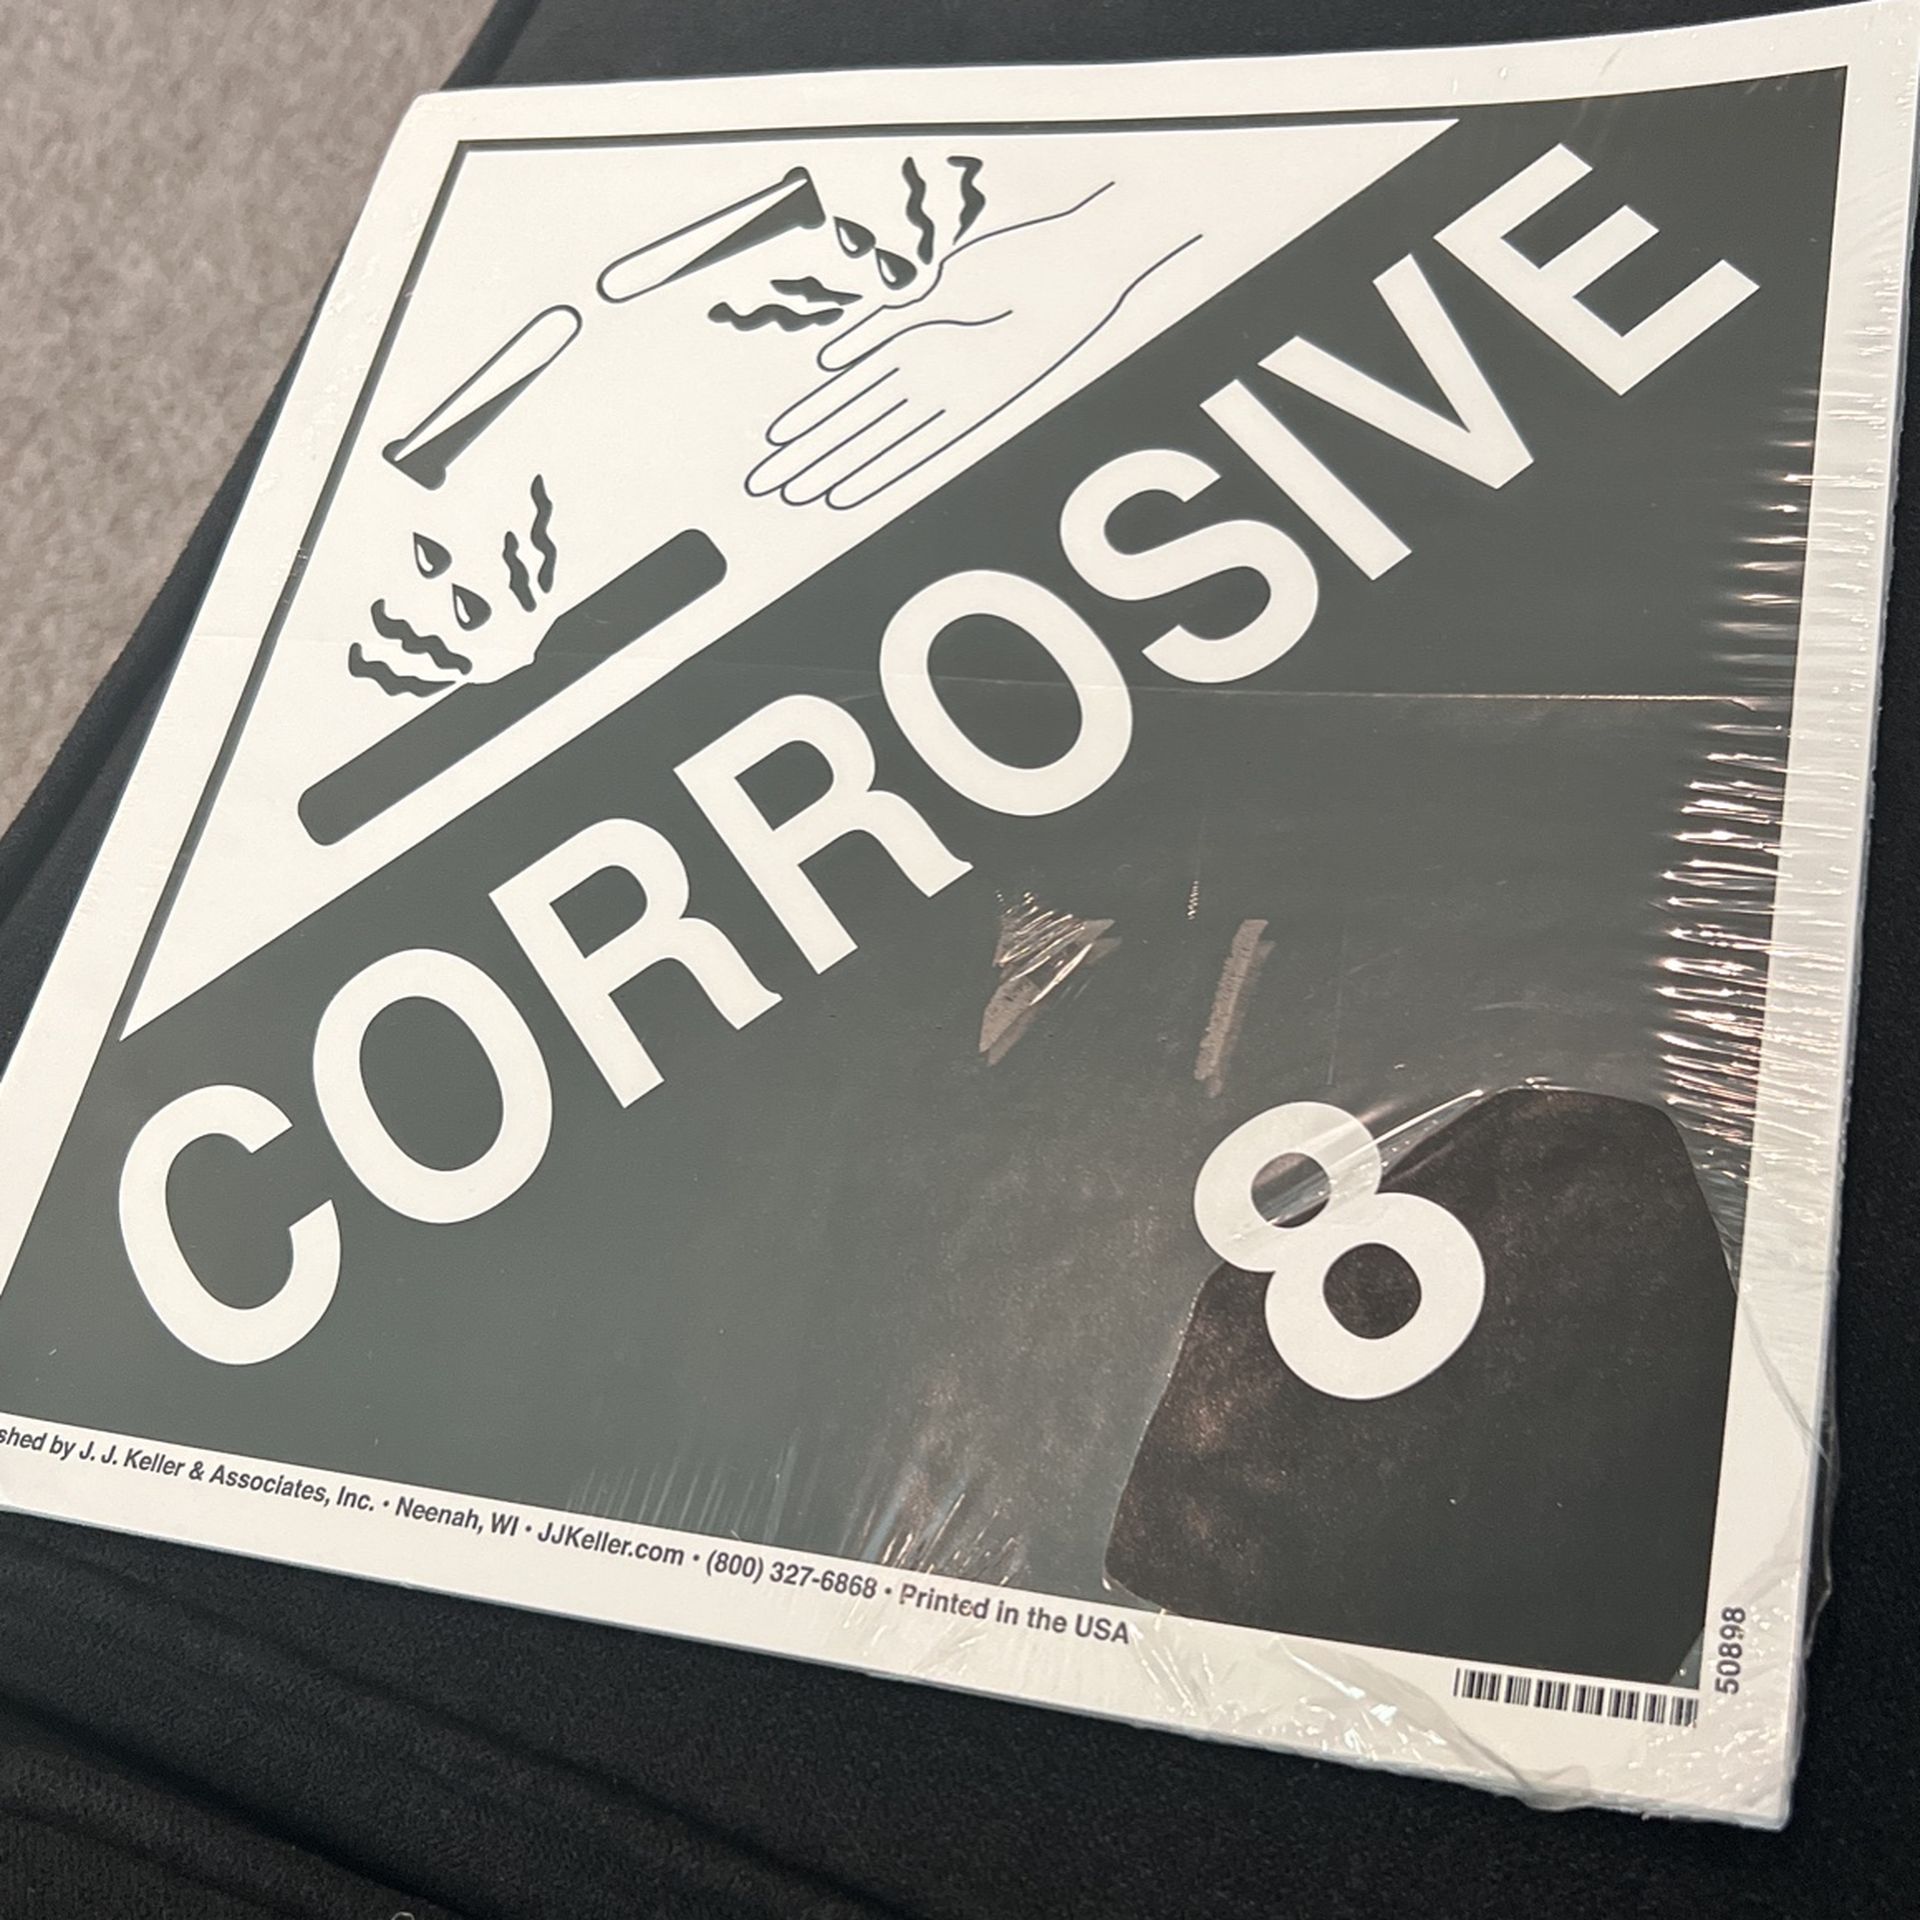 CORROSIVE
8
shed by J. J. Keller & Associates, Inc. • Neenah, WI • JJKeller.com • (800) 327-6868 • Printed in the USA
50898